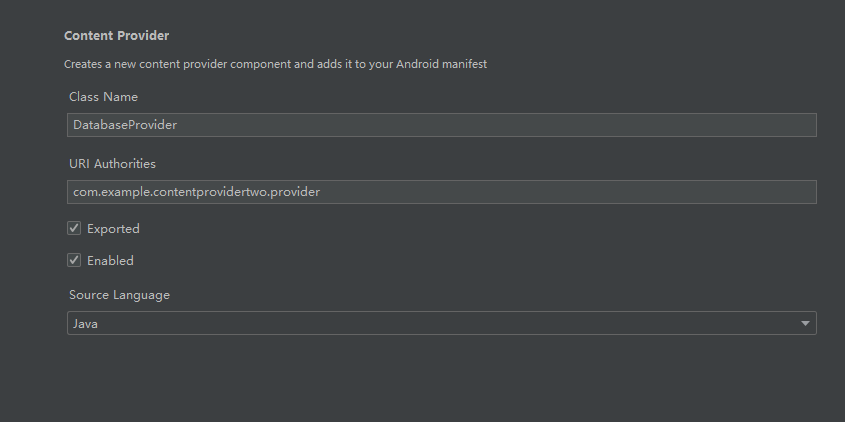 Content Provider
Creates a new content provider component and adds it to your Android manifest
Class Name
DatabaseProvider
URI Authorities
com.example.contentprovidertwo.provider
Exported
Enabled
Source Language
Java